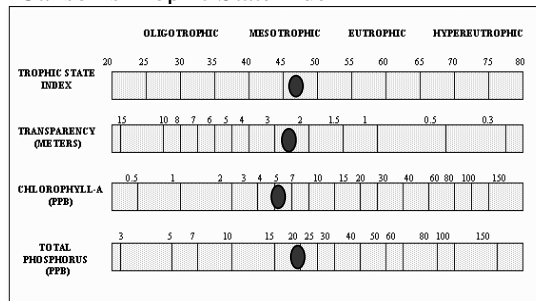 OLIGOTROPHIC MESOTROPHIC EUTROPHIC HYPEREUTROPHIC
20 25 30 35 40 45 50 55 60 65 70 75 80
TROPHIC STATE
INDEX
15 10 8 7 6 5 4 3 2 1.5 1 0.5 0.3
TRANSPARENCY
(METERS)
0.5 1 2 3 4 5 7 10 15 20 30 40 60 80 100 150
CHLOROPHYLL-A
(PPB)
3 5 7 10 15 20 25 30 40 50 60 80 100 150
TOTAL
PHOSPHORUS
(PPB)